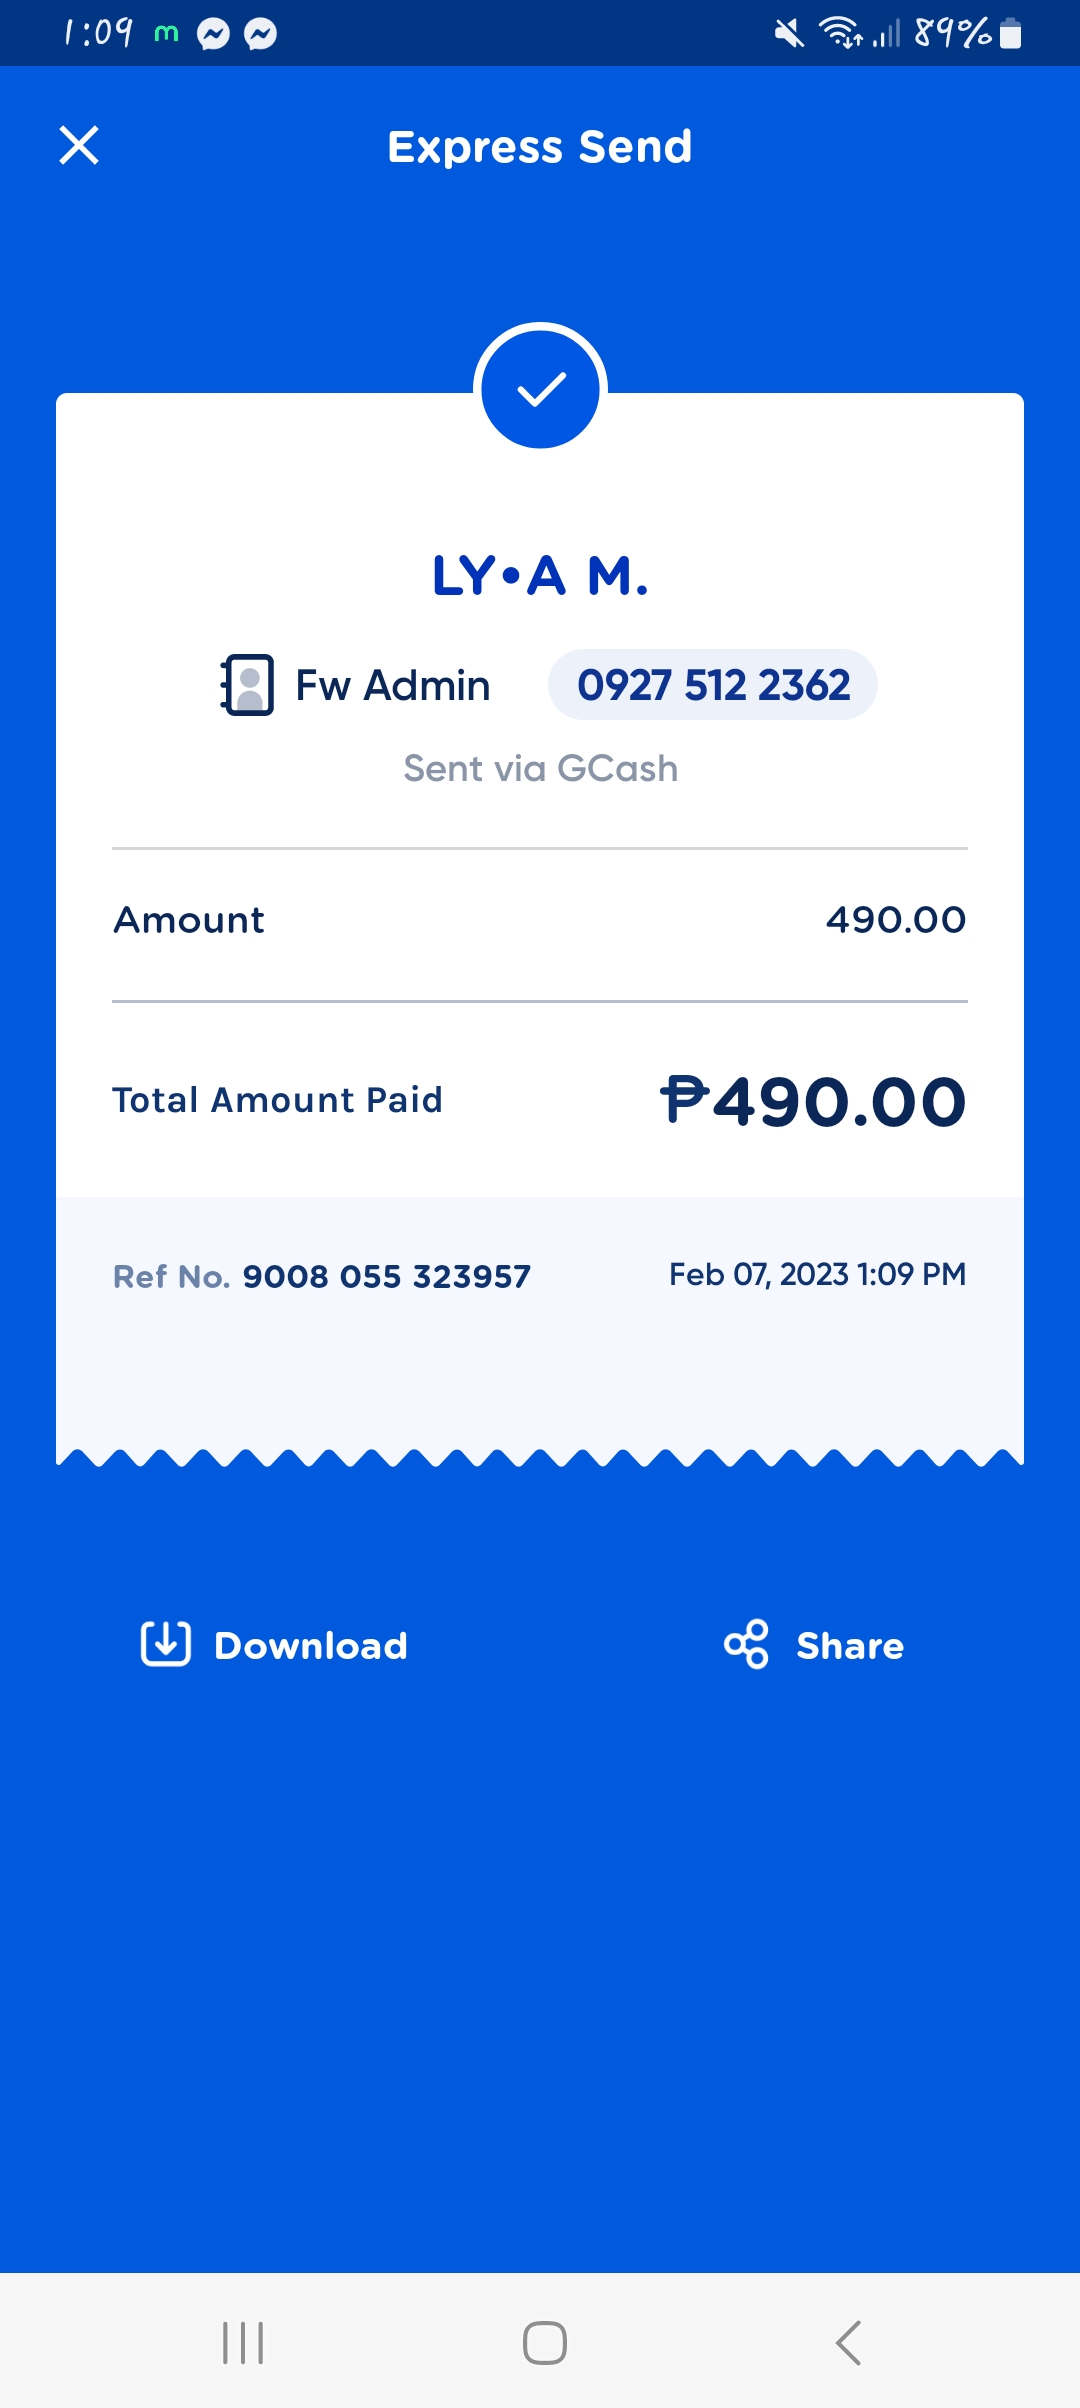 1:09 m 89%
Express Send
LY•A M.
Fw Admin 0927 512 2362
Sent via GCash
Amount 490.00
Total Amount Paid ₱490.00
Ref No. 9008 055 323957 Feb 07, 2023 1:09 PM
Download Share